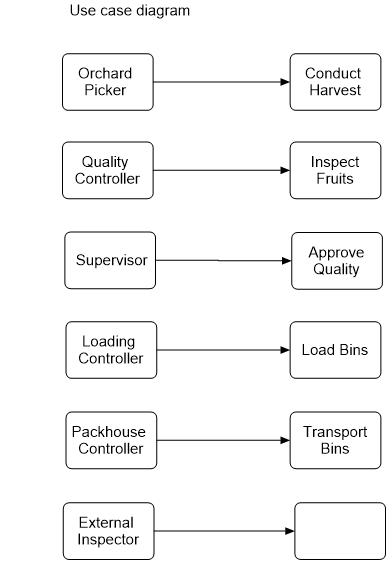 Use case diagram
Orchard
Picker
Conduct
Harvest
Quality
Controller
Inspect
Fruits
Supervisor
Approve
Quality
Loading
Controller
Load Bins
Packhouse
Controller
Transport
Bins
External
Inspector